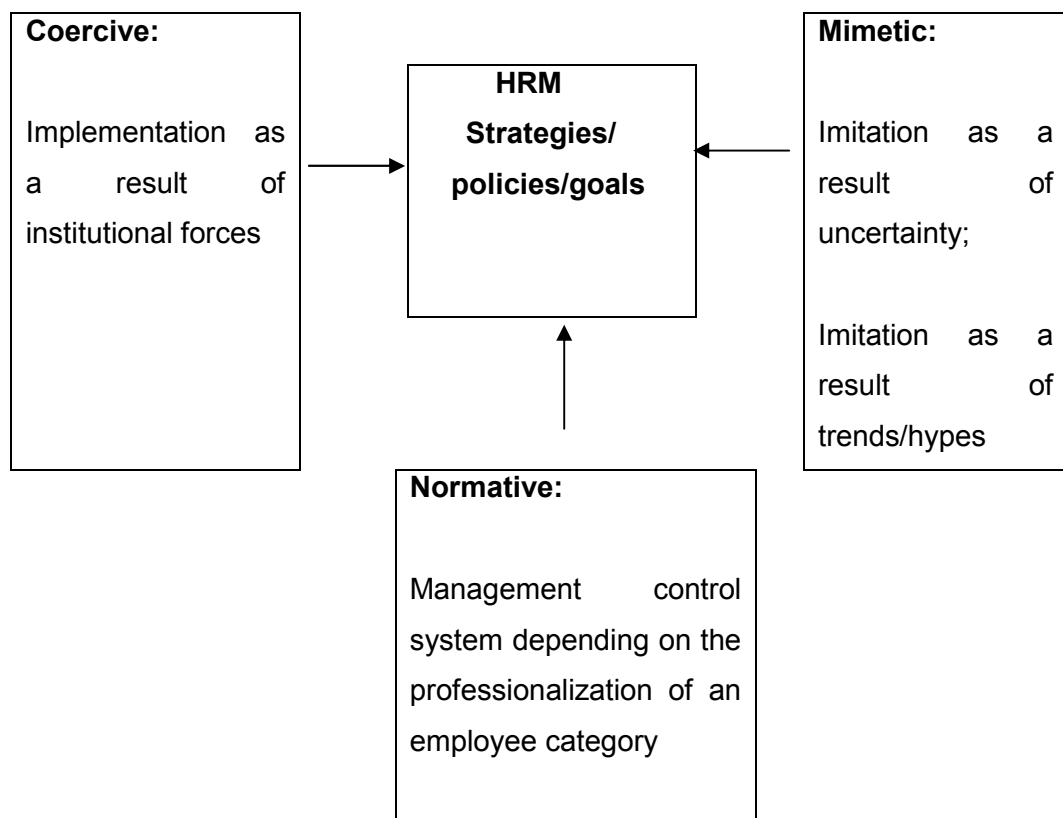 Coercive:
Implementation as
a result of
institutional forces
HRM
Strategies/
policies/goals
Mimetic:
Imitation as a
result of
uncertainty;
Imitation as a
result of
trends/hypes
Normative:
Management control
system depending on the
professionalization of an
employee category